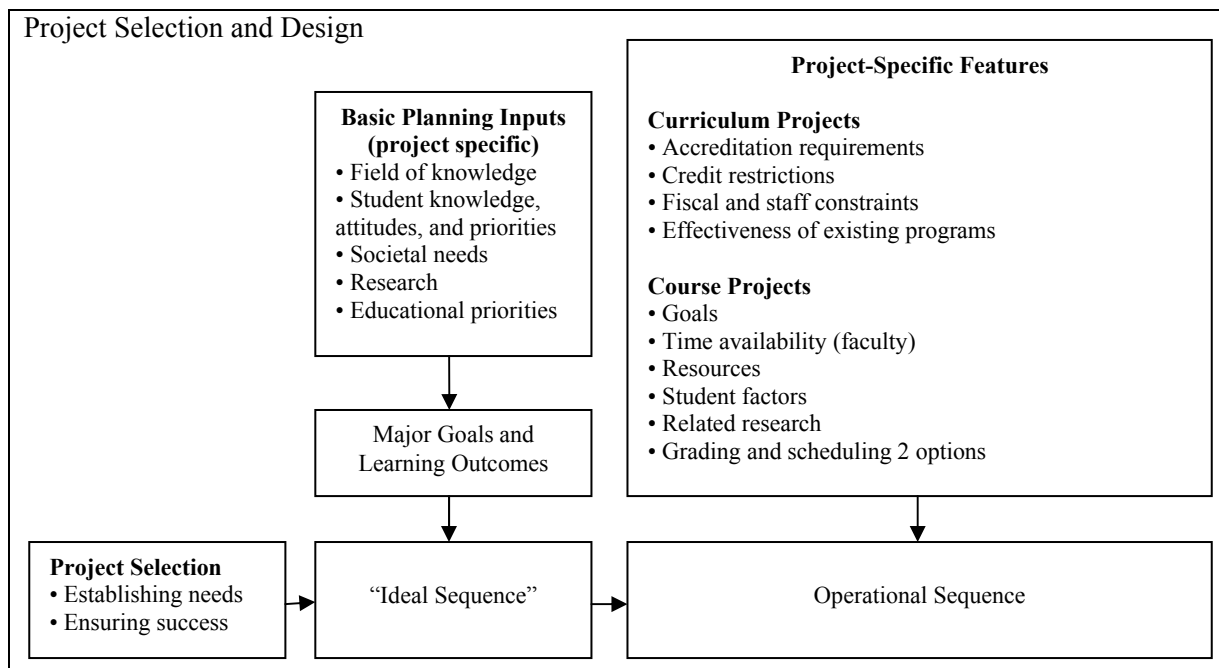 Project Selection and Design
Basic Planning Inputs
(project specific)
• Field of knowledge
• Student knowledge,
attitudes, and priorities
• Societal needs
• Research
• Educational priorities
Major Goals and
Learning Outcomes
Project-Specific Features
Curriculum Projects
• Accreditation requirements
• Credit restrictions
• Fiscal and staff constraints
• Effectiveness of existing programs
Course Projects
• Goals
• Time availability (faculty)
• Resources
• Student factors
• Related research
• Grading and scheduling 2 options
Project Selection
• Establishing needs
• Ensuring success
“Ideal Sequence”
Operational Sequence